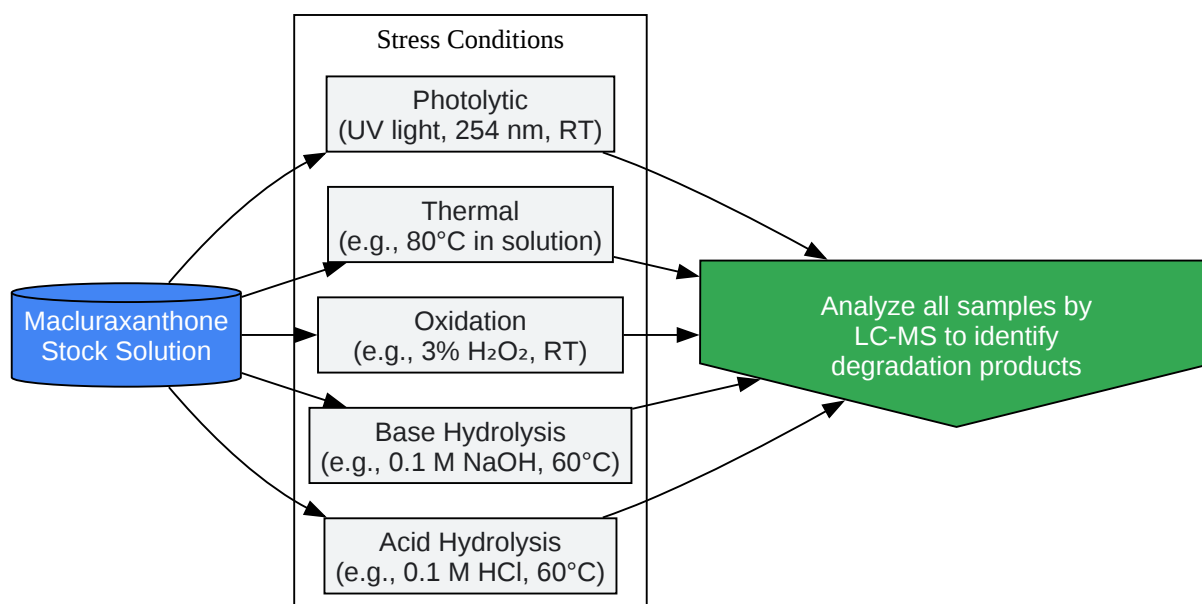 Stress Conditions
Photolytic
(UV light, 254 nm, RT)
Thermal
(e.g., 80°C in solution)
Macluraxanthone
Stock Solution
Oxidation
(e.g., 3% H₂O₂, RT)
Base Hydrolysis
(e.g., 0.1 M NaOH, 60°C)
Acid Hydrolysis
(e.g., 0.1 M HCl, 60°C)
Analyze all samples by
LC-MS to identify
degradation products